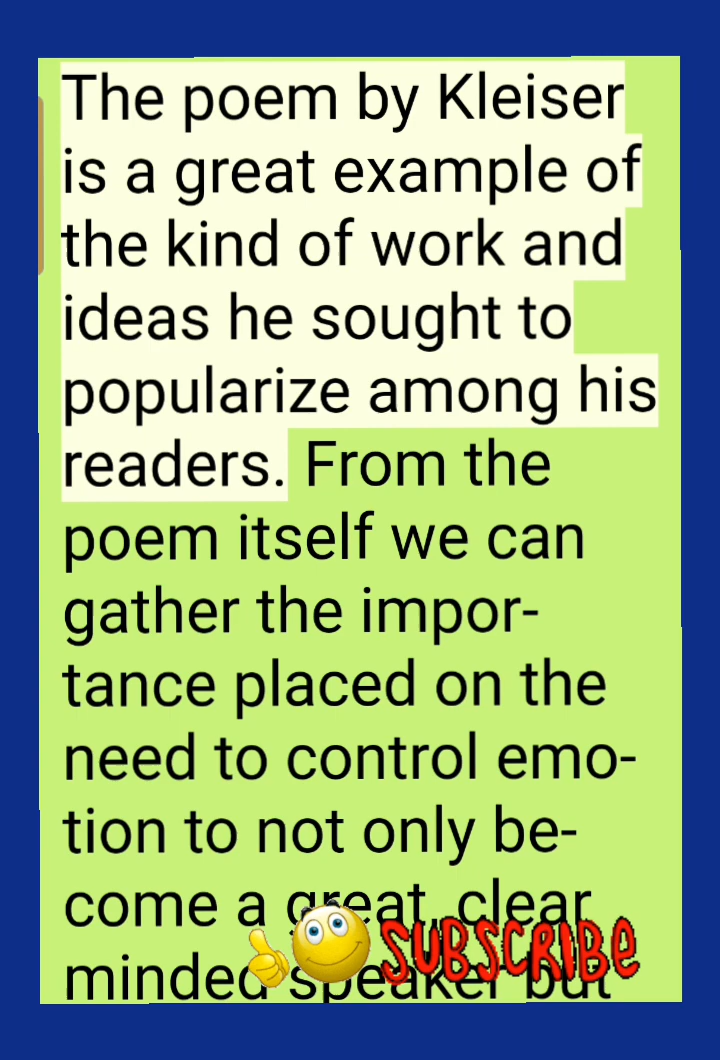 The poem by Kleiser
is a great example of
the kind of work and
ideas he sought to
popularize among his
readers. From the
poem itself we can
gather the impor-
tance placed on the
need to control emo-
tion to not only be-
come a great, clear
minded speaker but
SUBSCRIBe